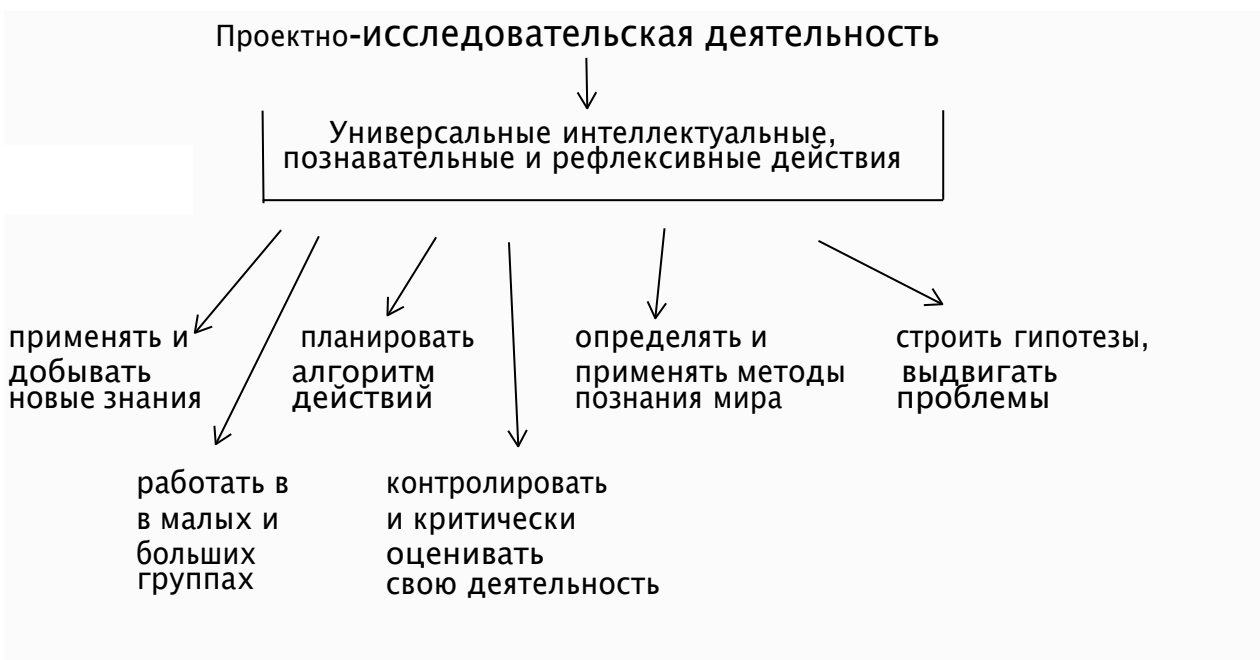 Проектно-исследовательская деятельность
Универсальные интеллектуальные,
познавательные и рефлексивные действия
применять и
добывать
новые знания
планировать
алгоритм
действий
определять и
применять методы
познания мира
строить гипотезы,
выдвигать
проблемы
работать в
в малых и
больших
группах
контролировать
и критически
оценивать
свою деятельность